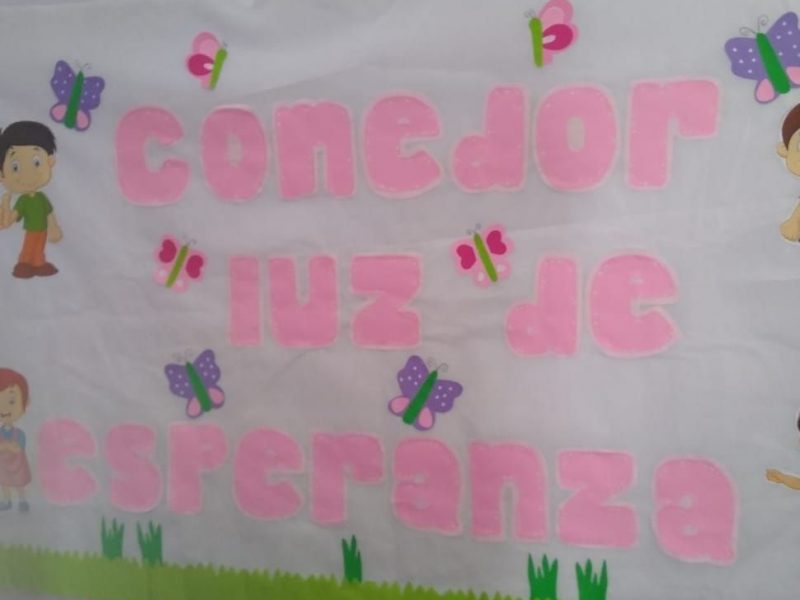 conedor
luz de
esperanza